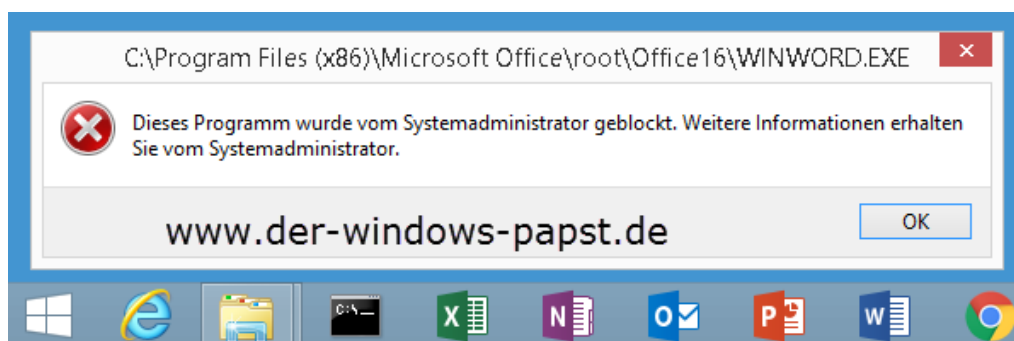 C:\Program Files (x86)\Microsoft Office\root\Office16\WINWORD.EXE
Dieses Programm wurde vom Systemadministrator geblockt. Weitere Informationen erhalten
Sie vom Systemadministrator.
www.der-windows-papst.de
OK
C:\_
X
N
O
P
W